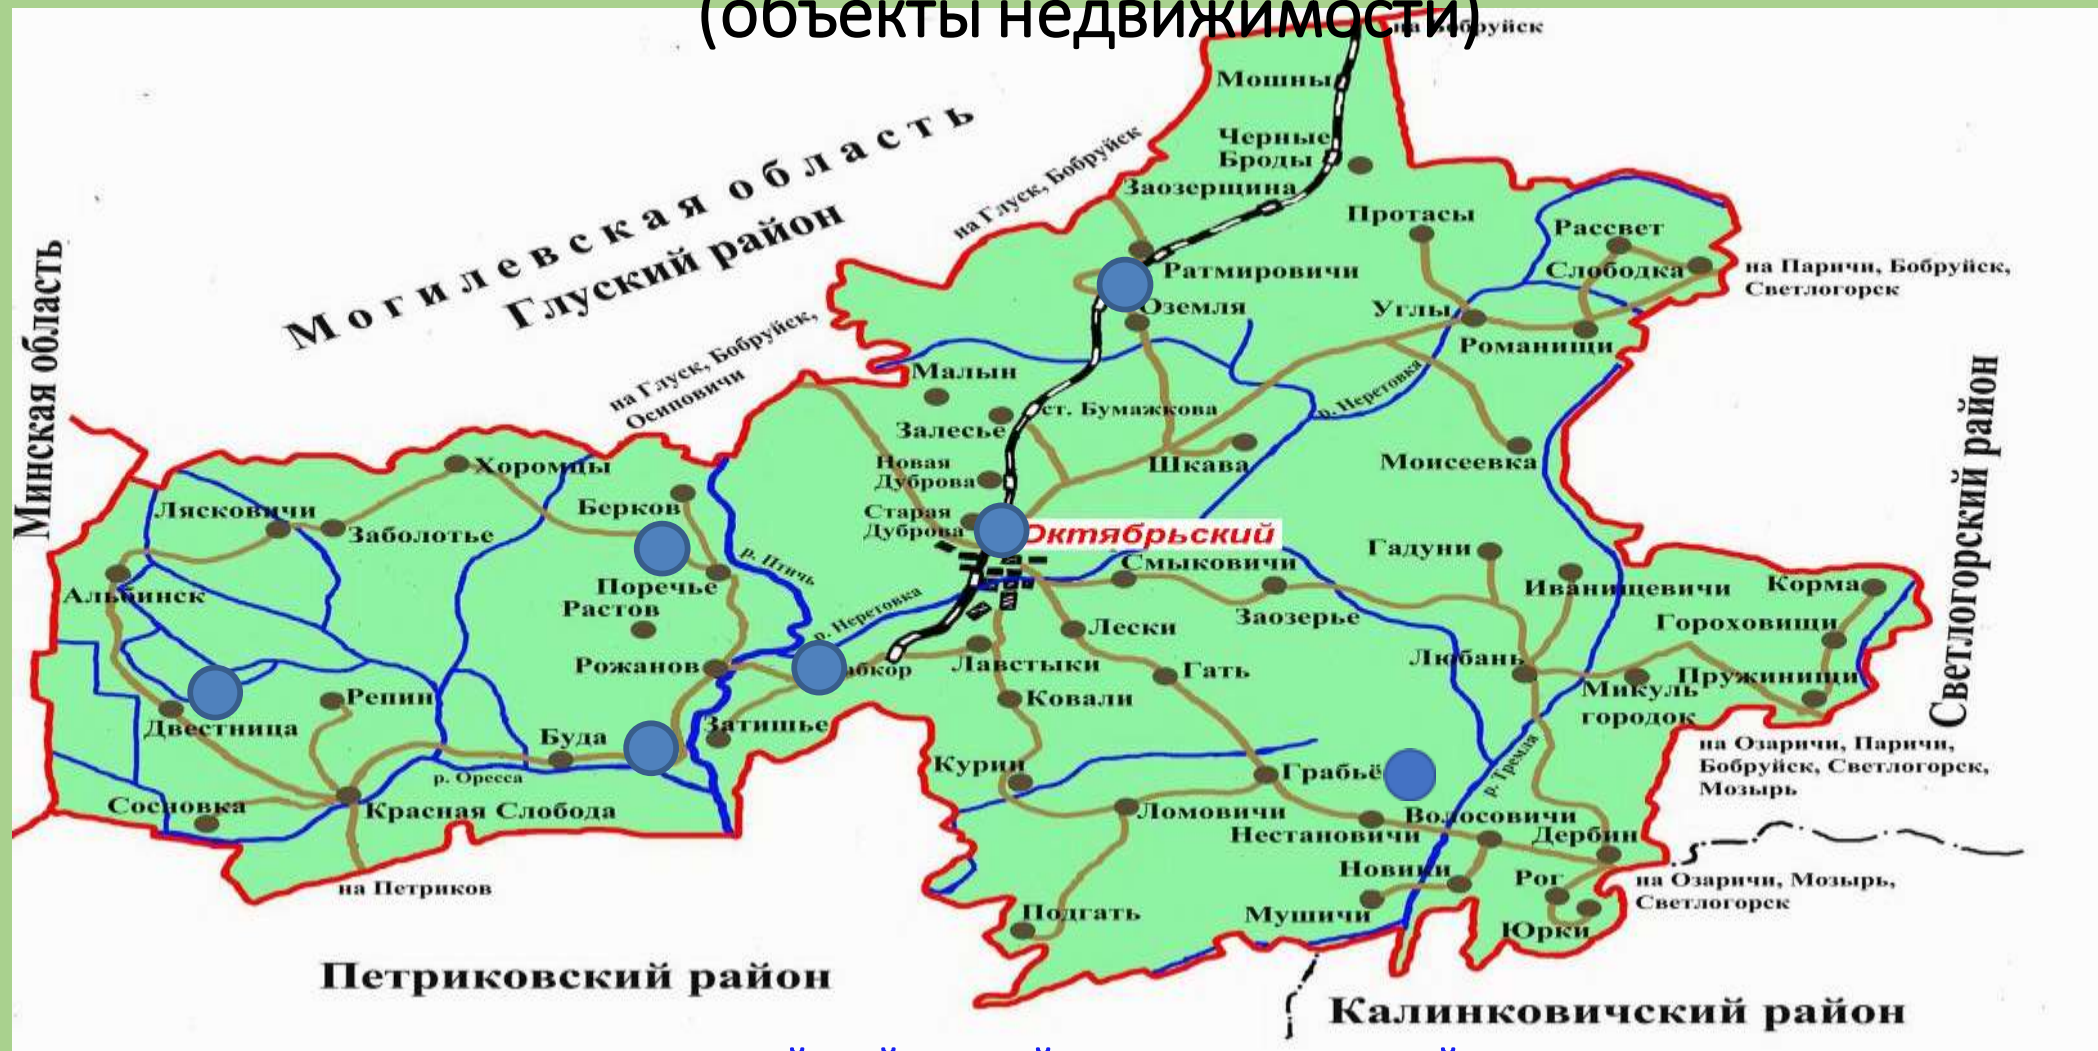 (объекты недвижимости)
на Бобруйск
Мошны
Черные
Броды
Заозерщина
на Глуск, Бобруйск
Могилевская область
Глуский район
Минская область
Протасы
Рассвет
Слободка
на Паричи, Бобруйск,
Светлогорск
Ратмировичи
Оземля
Углы
Романищи
на Глуск, Бобруйск,
Осиповичи
Малын
ст. Бумажкова
р. Неретовка
Залесье
Шкава
Моисеевка
Светлогорский район
Новая
Дуброва
Старая
Дуброва
Октябрьский
Хоромцы
Берков
Лясковичи
Заболотье
р. Птичь
Смыковичи
Гадуни
Иванищевичи
Корма
Альбинск
Поречье
Растов
р. Неретовка
Заозерье
Гороховищи
Лески
Рожанов
Лавстыки
Гать
Любань
Микуль
городок
Пружинищи
Репин
Ковали
Двестница
Буда
Затишье
р. Оресса
Курин
Грабьё
р. Тремля
на Озаричи, Паричи,
Бобруйск, Светлогорск,
Мозырь
Сосновка
Красная Слобода
Ломовичи
Волосовичи
Нестановичи
Дербин
Новики
Рог
на Озаричи, Мозырь,
Светлогорск
на Петриков
Подгать
Мушичи
Юрки
Петриковский район
Калинковичский район